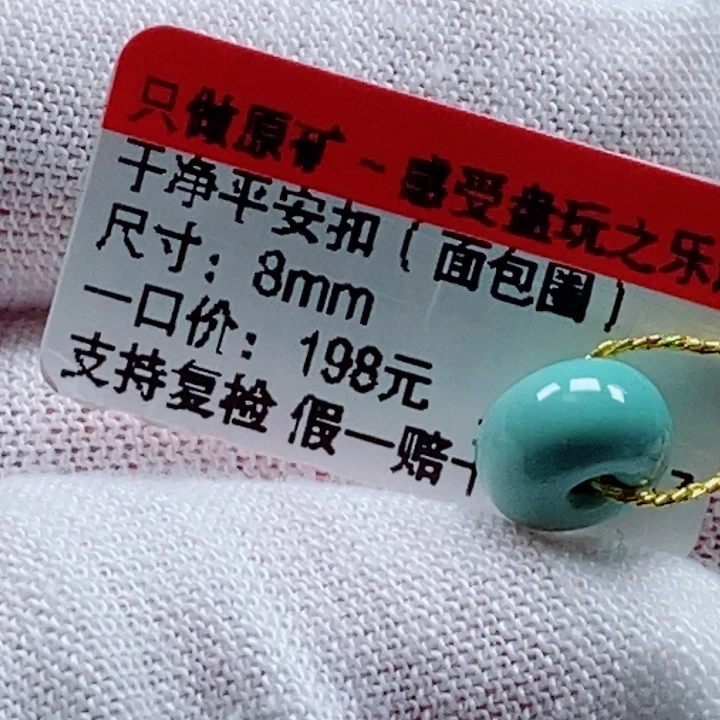 只做原矿 - 感受盘玩之乐
干净平安扣（面包圈）
尺寸：8mm
一口价：198元
支持复检 假一赔